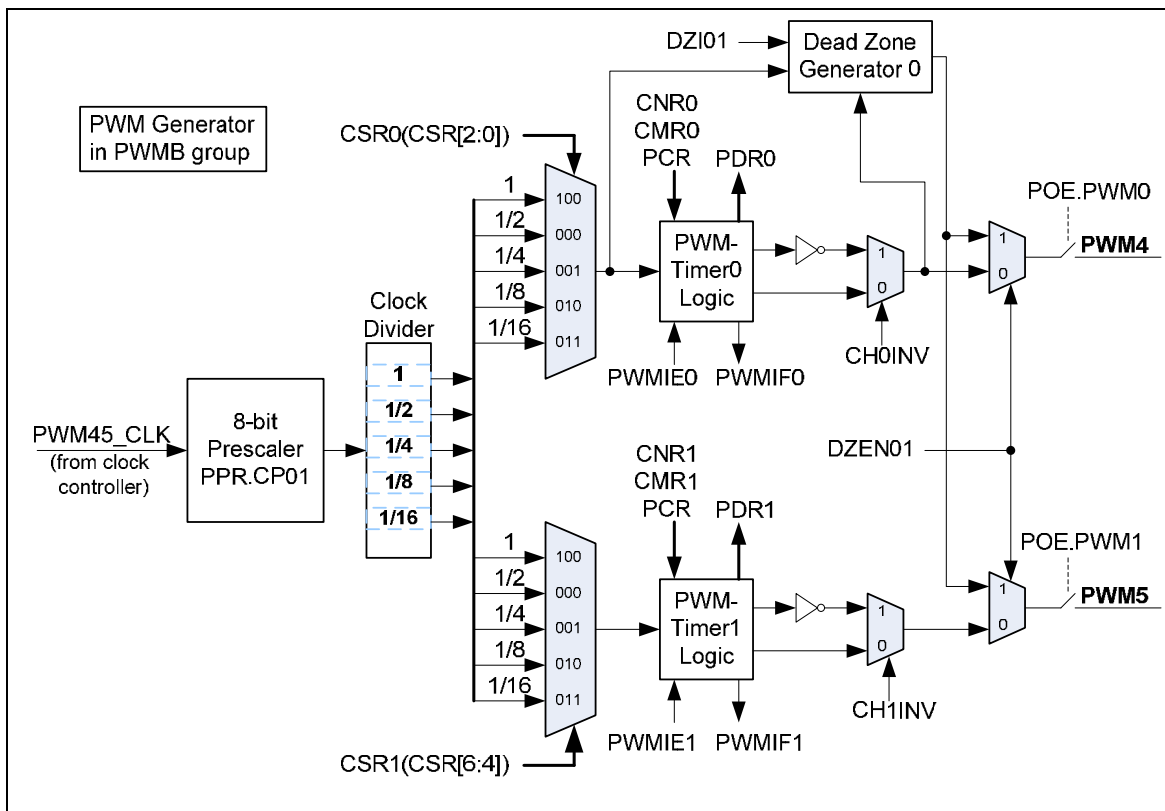 PWM Generator
in PWMB group
DZI01
Dead Zone
Generator 0
CSR0(CSR[2:0])
CNR0
CMR0
PCR
PDR0
1
1/2
1/4
1/8
1/16
100
000
001
010
011
PWM-
Timer0
Logic
1
0
CH0INV
PWMIE0
PWMIF0
1
0
POE.PWM0
PWM4
Clock
Divider
1
1/2
1/4
1/8
1/16
PWM45_CLK
(from clock
controller)
8-bit
Prescaler
PPR.CP01
DZEN01
CNR1
CMR1
PCR
PDR1
1
1/2
1/4
1/8
1/16
100
000
001
010
011
PWM-
Timer1
Logic
1
0
CH1INV
PWMIE1
PWMIF1
1
0
POE.PWM1
PWM5
CSR1(CSR[6:4])